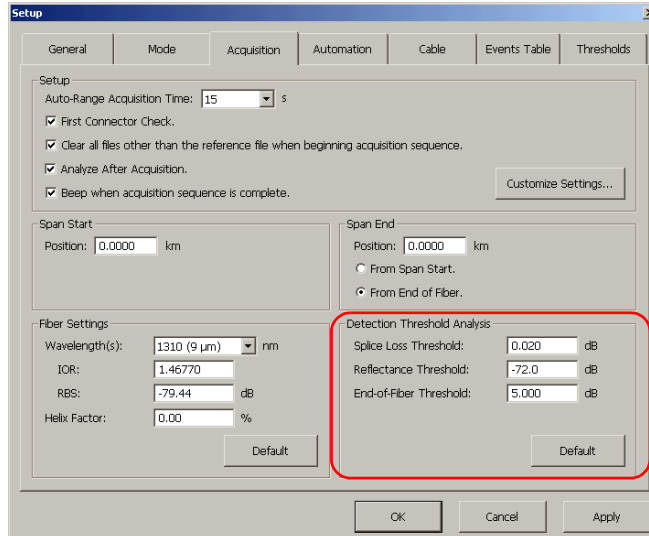 Setup
General Mode Acquisition Automation Cable Events Table Thresholds
Setup
Auto-Range Acquisition Time: 15 s
First Connector Check.
Clear all files other than the reference file when beginning acquisition sequence.
Analyze After Acquisition.
Beep when acquisition sequence is complete.
Customize Settings...
Span Start
Position: 0.0000 km
Span End
Position: 0.0000 km
From Span Start.
From End of Fiber.
Fiber Settings
Wavelength(s): 1310 (9 µm) nm
IOR: 1.46770
RBS: -79.44 dB
Helix Factor: 0.00 %
Default
Detection Threshold Analysis
Splice Loss Threshold: 0.020 dB
Reflectance Threshold: -72.0 dB
End-of-Fiber Threshold: 5.000 dB
Default
OK Cancel Apply